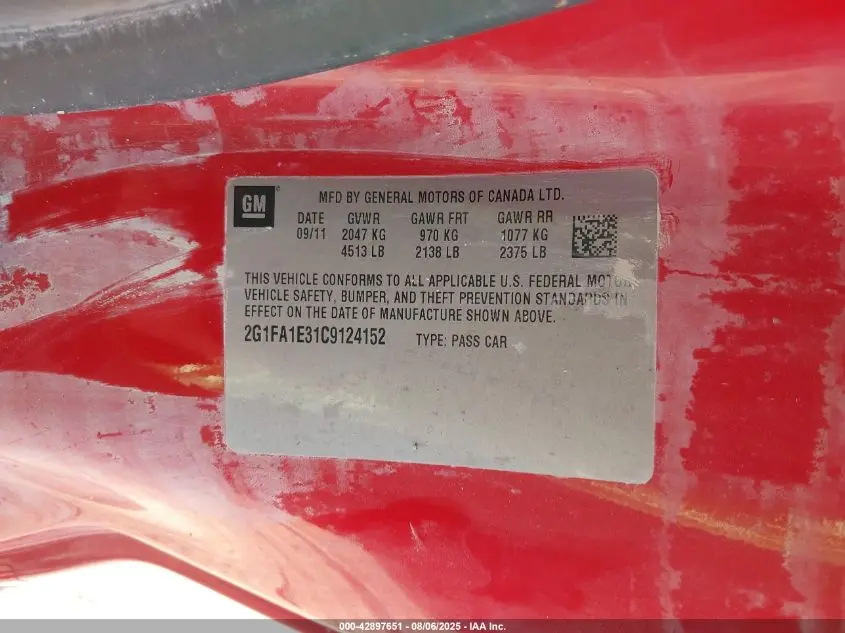 GM
MFD BY GENERAL MOTORS OF CANADA LTD.
DATE GVWR GAWR FRT GAWR RR
09/11 2047 KG 970 KG 1077 KG
4513 LB 2138 LB 2375 LB
THIS VEHICLE CONFORMS TO ALL APPLICABLE U.S. FEDERAL MOTOR
VEHICLE SAFETY, BUMPER, AND THEFT PREVENTION STANDARDS IN
EFFECT ON THE DATE OF MANUFACTURE SHOWN ABOVE.
2G1FA1E31C9124152 TYPE: PASS CAR
000-42897651 - 08/06/2025 - IAA Inc.